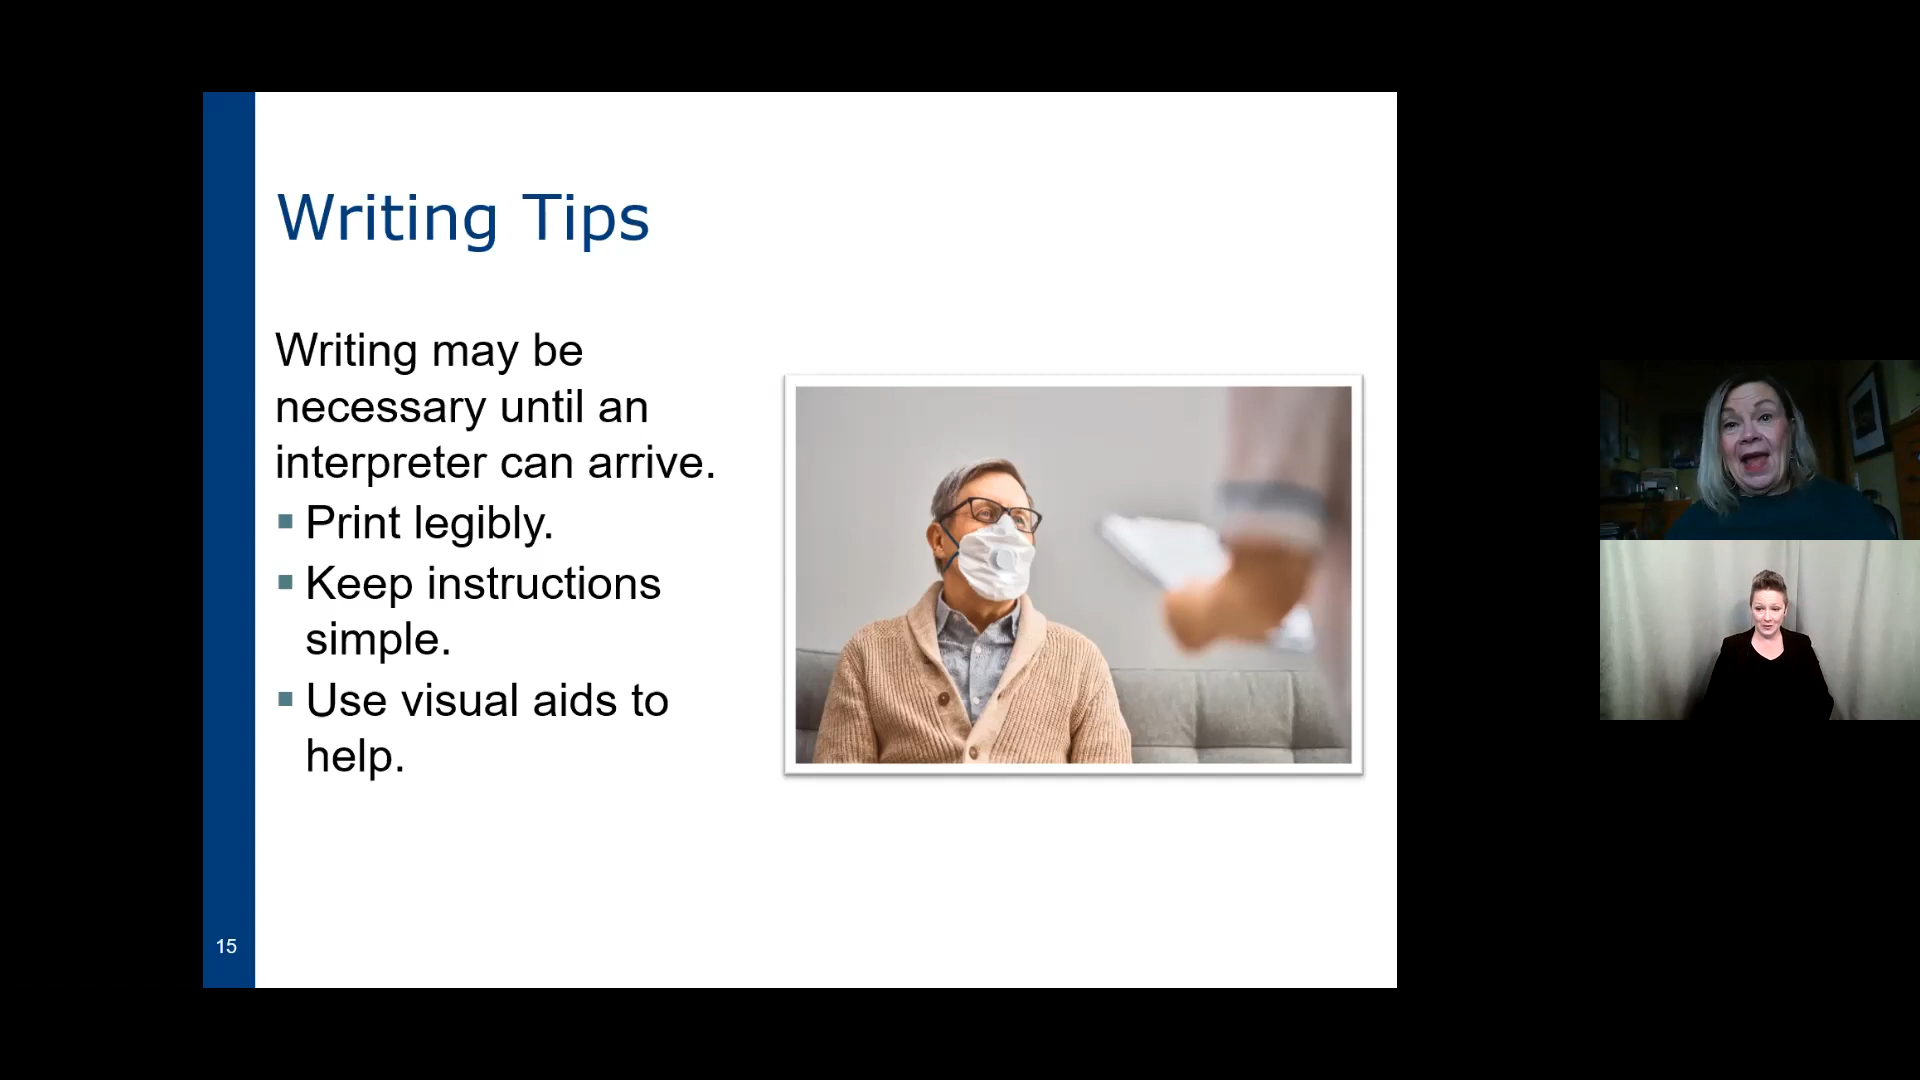 Writing Tips
Writing may be
necessary until an
interpreter can arrive.
▪ Print legibly.
▪ Keep instructions
simple.
▪ Use visual aids to
help.
15